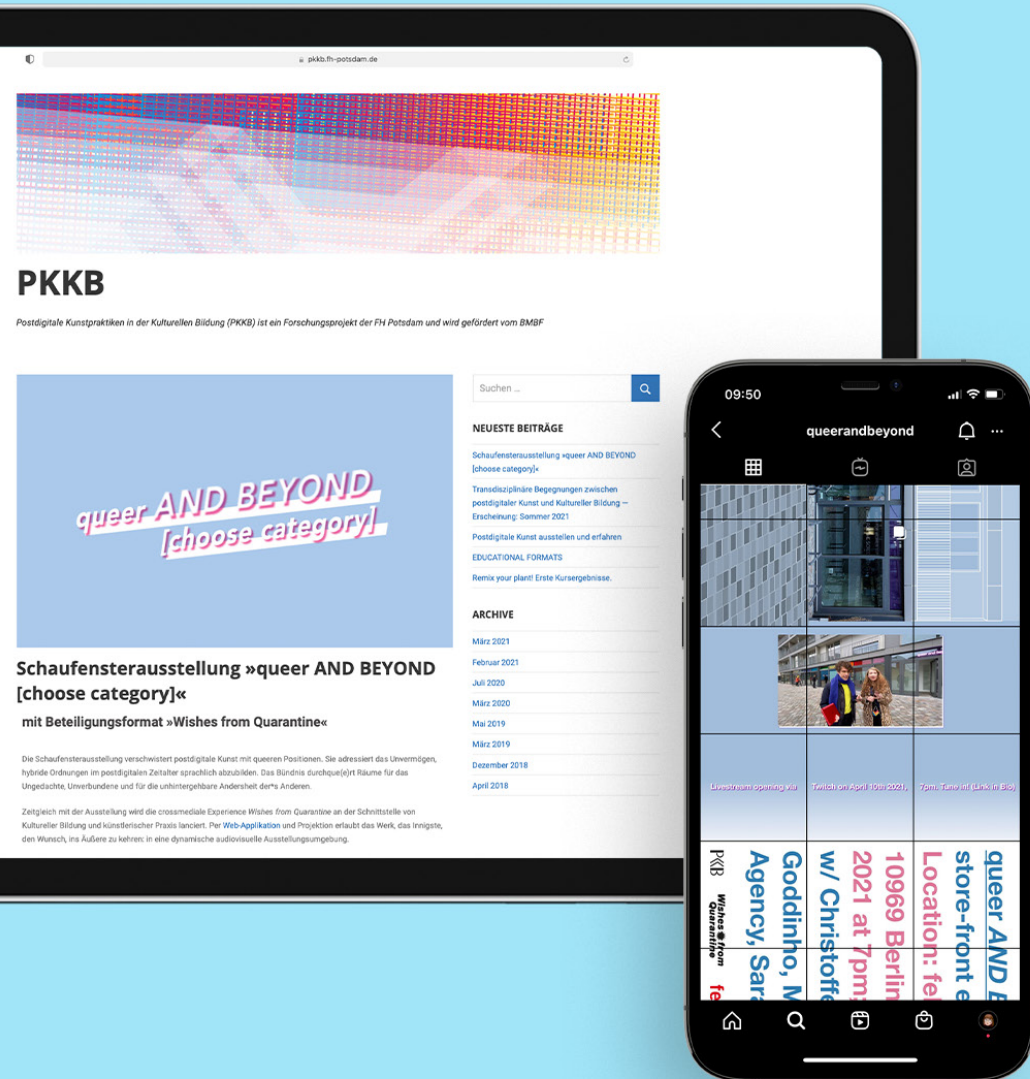 pkkb.fh-potsdam.de
PKKB
Postdigitale Kunstpraktiken in der Kulturellen Bildung (PKKB) ist ein Forschungsprojekt der FH Potsdam und wird gefördert vom BMBF
queer AND BEYOND
[choose category]
Schaufensterausstellung »queer AND BEYOND
[choose category]«
mit Beteiligungsformat »Wishes from Quarantine«
Die Schaufensterausstellung verschwistert postdigitale Kunst mit queeren Positionen. Sie adressiert das Unvermögen,
hybride Ordnungen im postdigitalen Zeitalter sprachlich abzubilden. Das Bündnis durchque(e)rt Räume für das
Ungedachte, Unverbundene und für die unhintergehbare Andersheit der*s Anderen.
Zeitgleich mit der Ausstellung wird die crossmediale Experience Wishes from Quarantine an der Schnittstelle von
Kultureller Bildung und künstlerischer Praxis lanciert. Per Web-Applikation und Projektion erlaubt das Werk, das Innigste,
den Wunsch, ins Äußere zu kehren: in eine dynamische audiovisuelle Ausstellungsumgebung.
Suchen ...
NEUESTE BEITRÄGE
Schaufensterausstellung »queer AND BEYOND
[choose category]«
Transdisziplinäre Begegnungen zwischen
postdigitaler Kunst und Kultureller Bildung —
Erscheinung: Sommer 2021
Postdigitale Kunst ausstellen und erfahren
EDUCATIONAL FORMATS
Remix your plant! Erste Kursergebnisse.
ARCHIVE
März 2021
Februar 2021
Juli 2020
März 2020
Mai 2019
März 2019
Dezember 2018
April 2018
09:50
queerandbeyond
Livestream opening via Twitch on April 10th 2021, 7pm. Tune in! (Link in Bio)
queer AND B
store-front e
Location: fel
10969 Berlin
2021 at 7pm;
w/ Christoffe
Goddinho, M
Agency, Sara
PKKB
Wishes from
Quarantine
fe